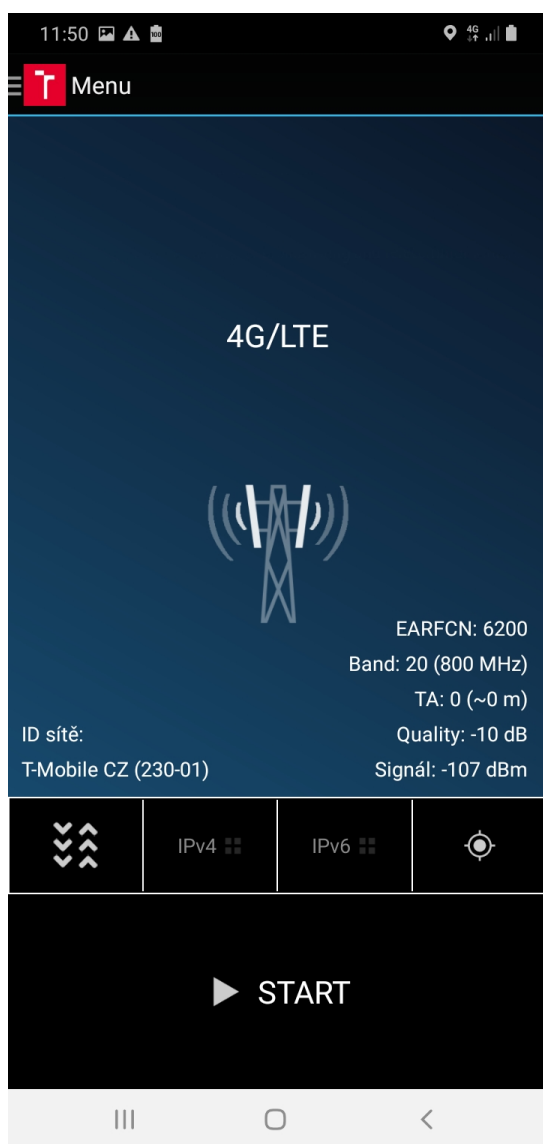 11:50
100
4G
Menu
4G/LTE
EARFCN: 6200
Band: 20 (800 MHz)
TA: 0 (~0 m)
ID sítě:
Quality: -10 dB
T-Mobile CZ (230-01)
Signál: -107 dBm
IPv4
IPv6
START